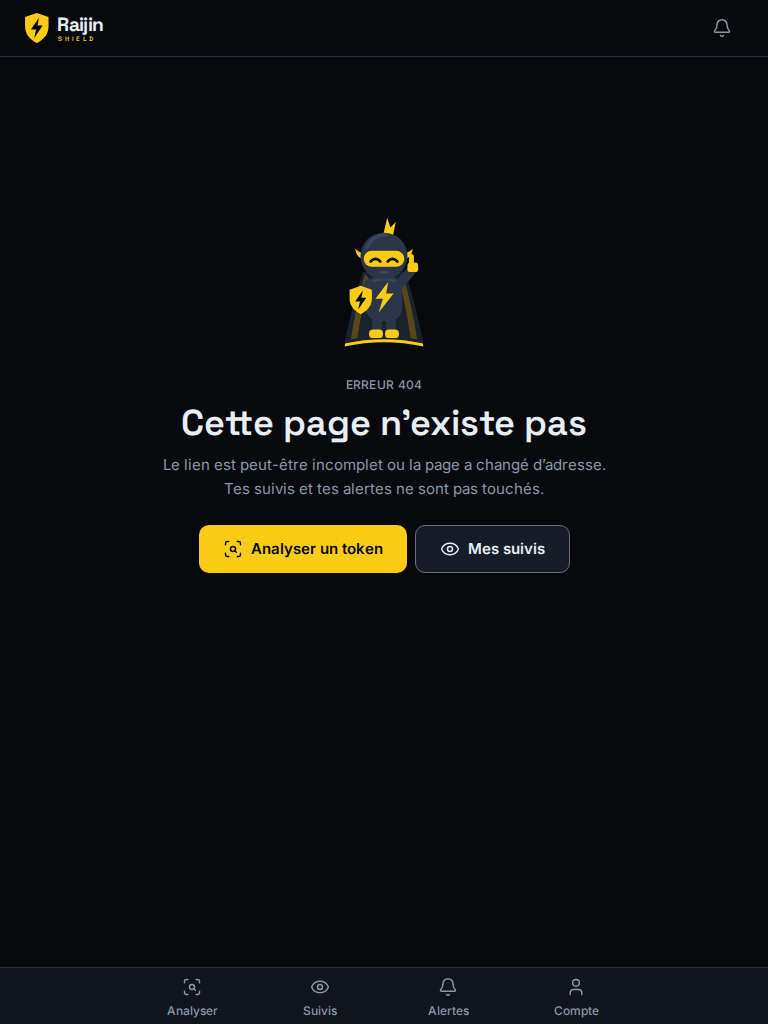 Raijin
SHIELD
ERREUR 404
Cette page n’existe pas
Le lien est peut-être incomplet ou la page a changé d’adresse.
Tes suivis et tes alertes ne sont pas touchés.
Analyser un token
Mes suivis
Analyser
Suivis
Alertes
Compte